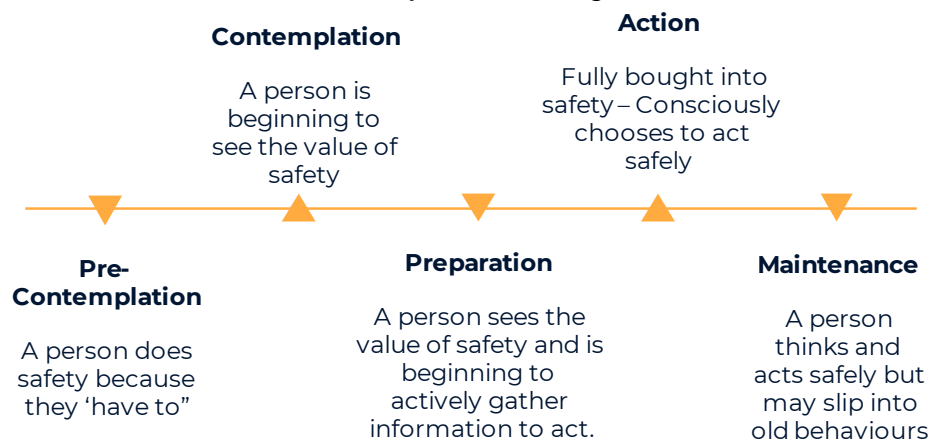 Contemplation
A person is
beginning to
see the value of
safety
Action
Fully bought into
safety – Consciously
chooses to act
safely
Pre-
Contemplation
A person does
safety because
they ‘have to”
Preparation
A person sees the
value of safety and is
beginning to
actively gather
information to act.
Maintenance
A person
thinks and
acts safely but
may slip into
old behaviours